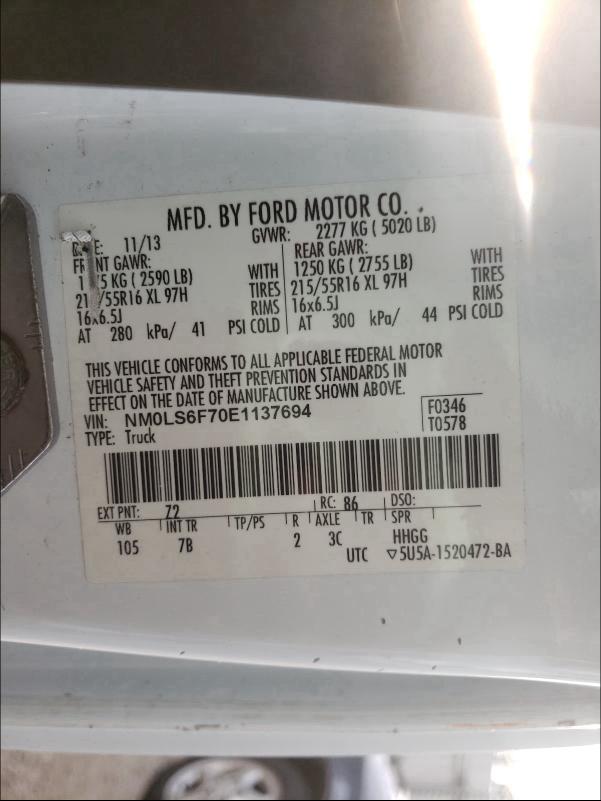 MFD. BY FORD MOTOR CO.
11/13 GVWR: 2277 KG ( 5020 LB)
FRONT GAWR: REAR GAWR:
KG ( 2590 LB) WITH 1250 KG ( 2755 LB) WITH
/55R16 XL 97H TIRES 215/55R16 XL 97H TIRES
16x6.5J RIMS 16x6.5J RIMS
AT 280 kPa/ 41 PSI COLD AT 300 kPa/ 44 PSI COLD
THIS VEHICLE CONFORMS TO ALL APPLICABLE FEDERAL MOTOR
VEHICLE SAFETY AND THEFT PREVENTION STANDARDS IN
EFFECT ON THE DATE OF MANUFACTURE SHOWN ABOVE.
VIN: NM0LS6F70E1137694 F0346
TYPE: Truck T0578
EXT PNT: 72 RC: 86 DSO:
WB INT TR TP/PS R AXLE TR SPR
105 7B 2 3C HHGG
UTC ▽5U5A-1520472-BA